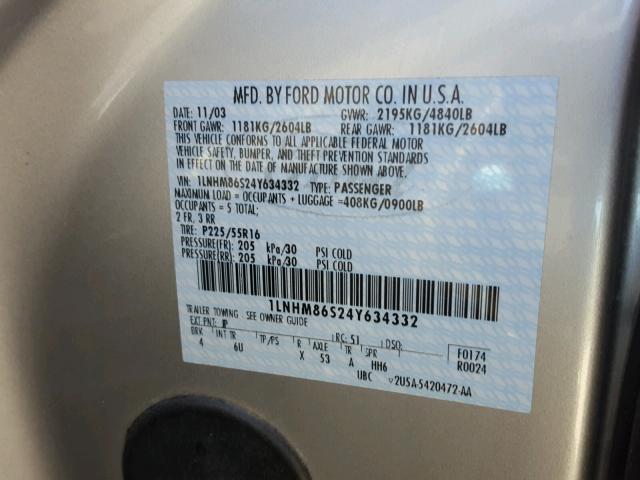 MFD. BY FORD MOTOR CO. IN U.S.A.
DATE: 11/03 GVWR: 2195KG/4840LB
FRONT GAWR: 1181KG/2604LB REAR GAWR: 1181KG/2604LB
THIS VEHICLE CONFORMS TO ALL APPLICABLE FEDERAL MOTOR
VEHICLE SAFETY, BUMPER, AND THEFT PREVENTION STANDARDS
IN EFFECT ON THE DATE OF MANUFACTURE SHOWN ABOVE.
VIN: 1LNHM86S24Y634332 TYPE: PASSENGER
MAXIMUM LOAD = OCCUPANTS + LUGGAGE =408KG/0900LB
OCCUPANTS = 5 TOTAL;
2 FR, 3 RR
TIRE: P225/55R16
PRESSURE(FR) 205 kPa/30 PSI COLD
PRESSURE(RR) 205 kPa/30 PSI COLD
1LNHM86S24Y634332
TRAILER TOWING - SEE OWNER GUIDE
EXT PNT: JP RC: 51 DSO:
BRK INT TR TP/PS R AXLE TR SPR F0174
4 6U X 53 A HH6 R0024
UBC 2U5A-5420472-AA